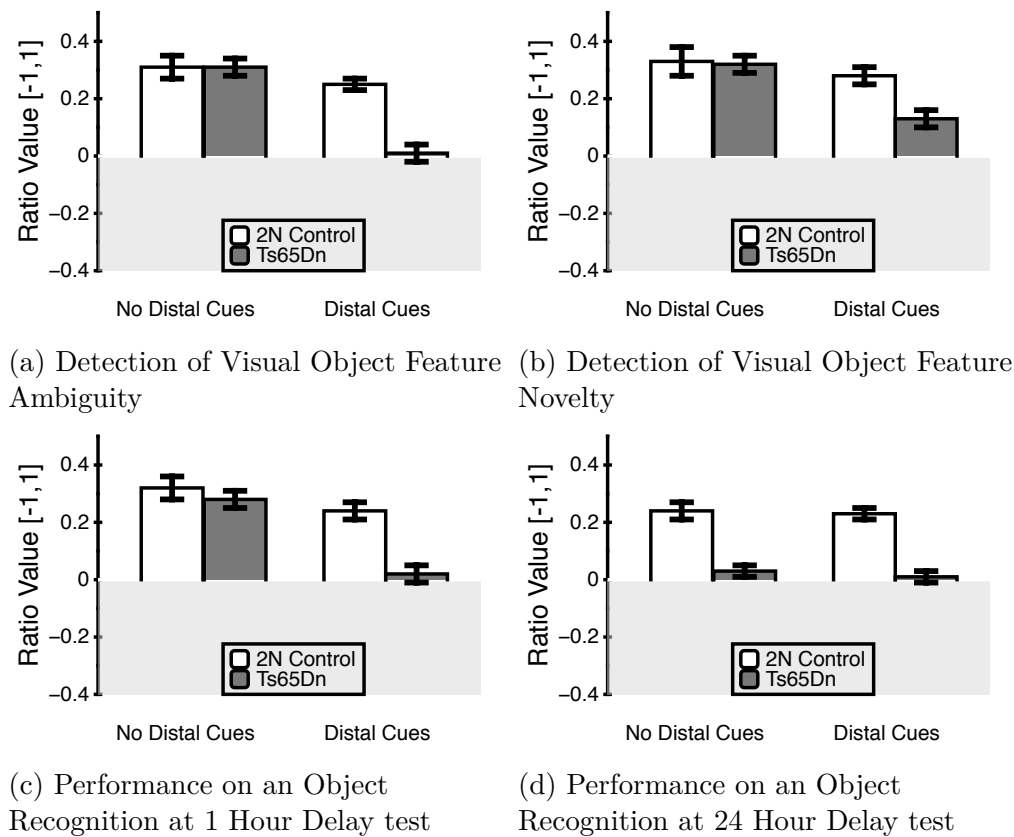 Ratio Value [-1,1]
0.4
0.2
0
−0.2
−0.4
2N Control
Ts65Dn
No Distal Cues
Distal Cues
(a) Detection of Visual Object Feature
Ambiguity
Ratio Value [-1,1]
0.4
0.2
0
−0.2
−0.4
2N Control
Ts65Dn
No Distal Cues
Distal Cues
(b) Detection of Visual Object Feature
Novelty
Ratio Value [-1,1]
0.4
0.2
0
−0.2
−0.4
2N Control
Ts65Dn
No Distal Cues
Distal Cues
(c) Performance on an Object
Recognition at 1 Hour Delay test
Ratio Value [-1,1]
0.4
0.2
0
−0.2
−0.4
2N Control
Ts65Dn
No Distal Cues
Distal Cues
(d) Performance on an Object
Recognition at 24 Hour Delay test